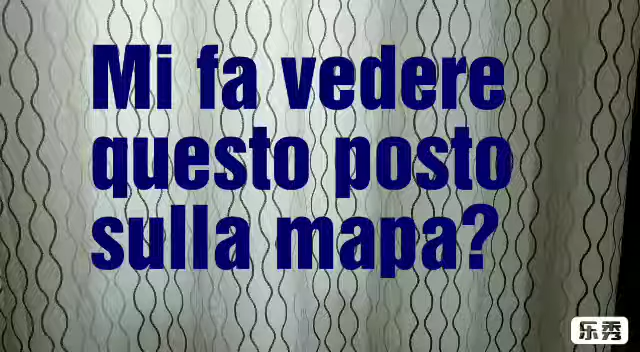 Mi fa vedere
questo posto
sulla mapa?
乐秀